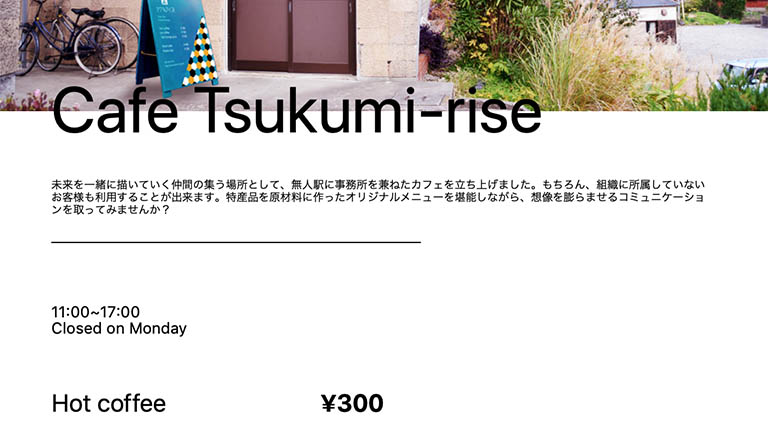 Cafe Tsukumi-rise
未来を一緒に描いていく仲間の集う場所として、無人駅に事務所を兼ねたカフェを立ち上げました。もちろん、組織に所属していない
お客様も利用することが出来ます。特産品を原材料に作ったオリジナルメニューを堪能しながら、想像を膨らませるコミュニケーショ
ンを取ってみませんか？
11:00~17:00
Closed on Monday
Hot coffee ¥300